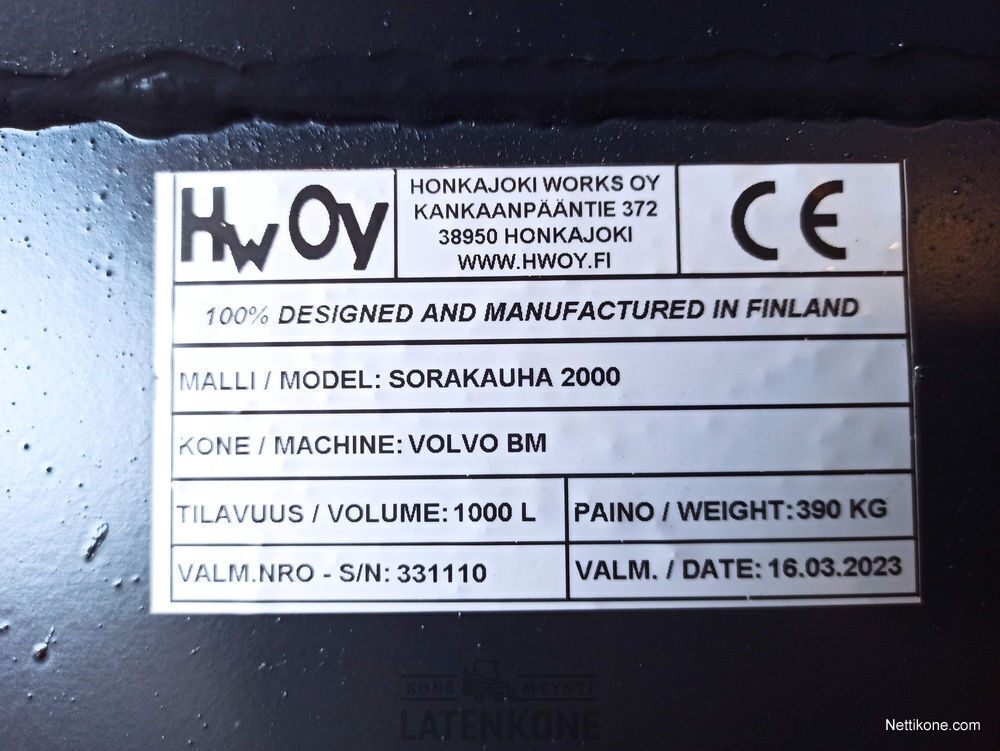 HwOy
HONKAJOKI WORKS OY
KANKAANPÄÄNTIE 372
38950 HONKAJOKI
WWW.HWOY.FI
CE
100% DESIGNED AND MANUFACTURED IN FINLAND
MALLI / MODEL: SORAKAUHA 2000
KONE / MACHINE: VOLVO BM
TILAVUUS / VOLUME: 1000 L
PAINO / WEIGHT: 390 KG
VALM.NRO - S/N: 331110
VALM. / DATE: 16.03.2023
KONE MYYNTI
LATENKONE
Nettikone.com